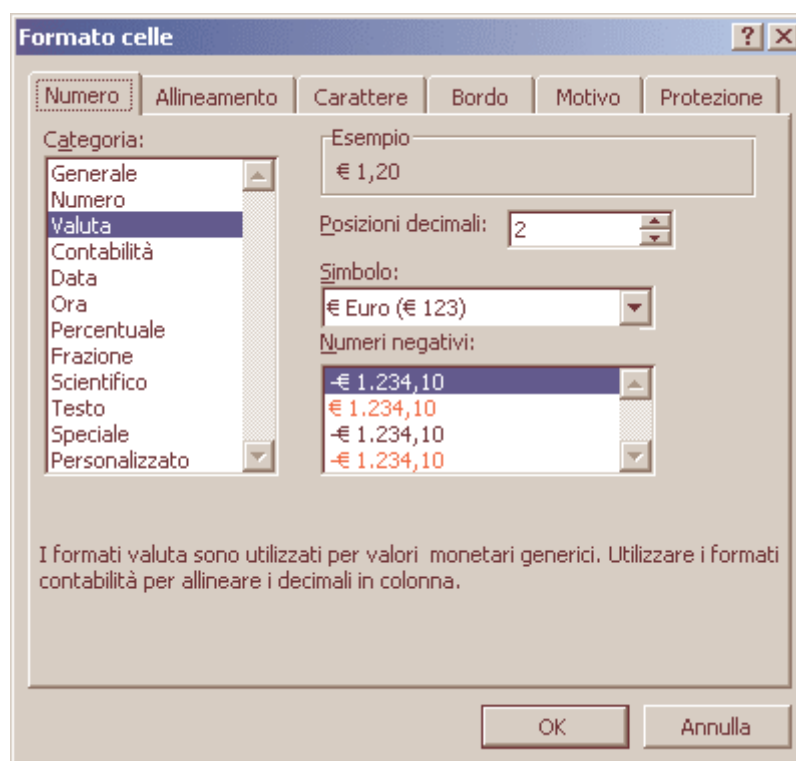 Formato celle
Numero Allineamento Carattere Bordo Motivo Protezione
Categoria:
Generale
Numero
Valuta
Contabilità
Data
Ora
Percentuale
Frazione
Scientifico
Testo
Speciale
Personalizzato
Esempio
€ 1,20
Posizioni decimali: 2
Simbolo:
€ Euro (€ 123)
Numeri negativi:
-€ 1.234,10
€ 1.234,10
-€ 1.234,10
-€ 1.234,10
I formati valuta sono utilizzati per valori monetari generici. Utilizzare i formati
contabilità per allineare i decimali in colonna.
OK Annulla